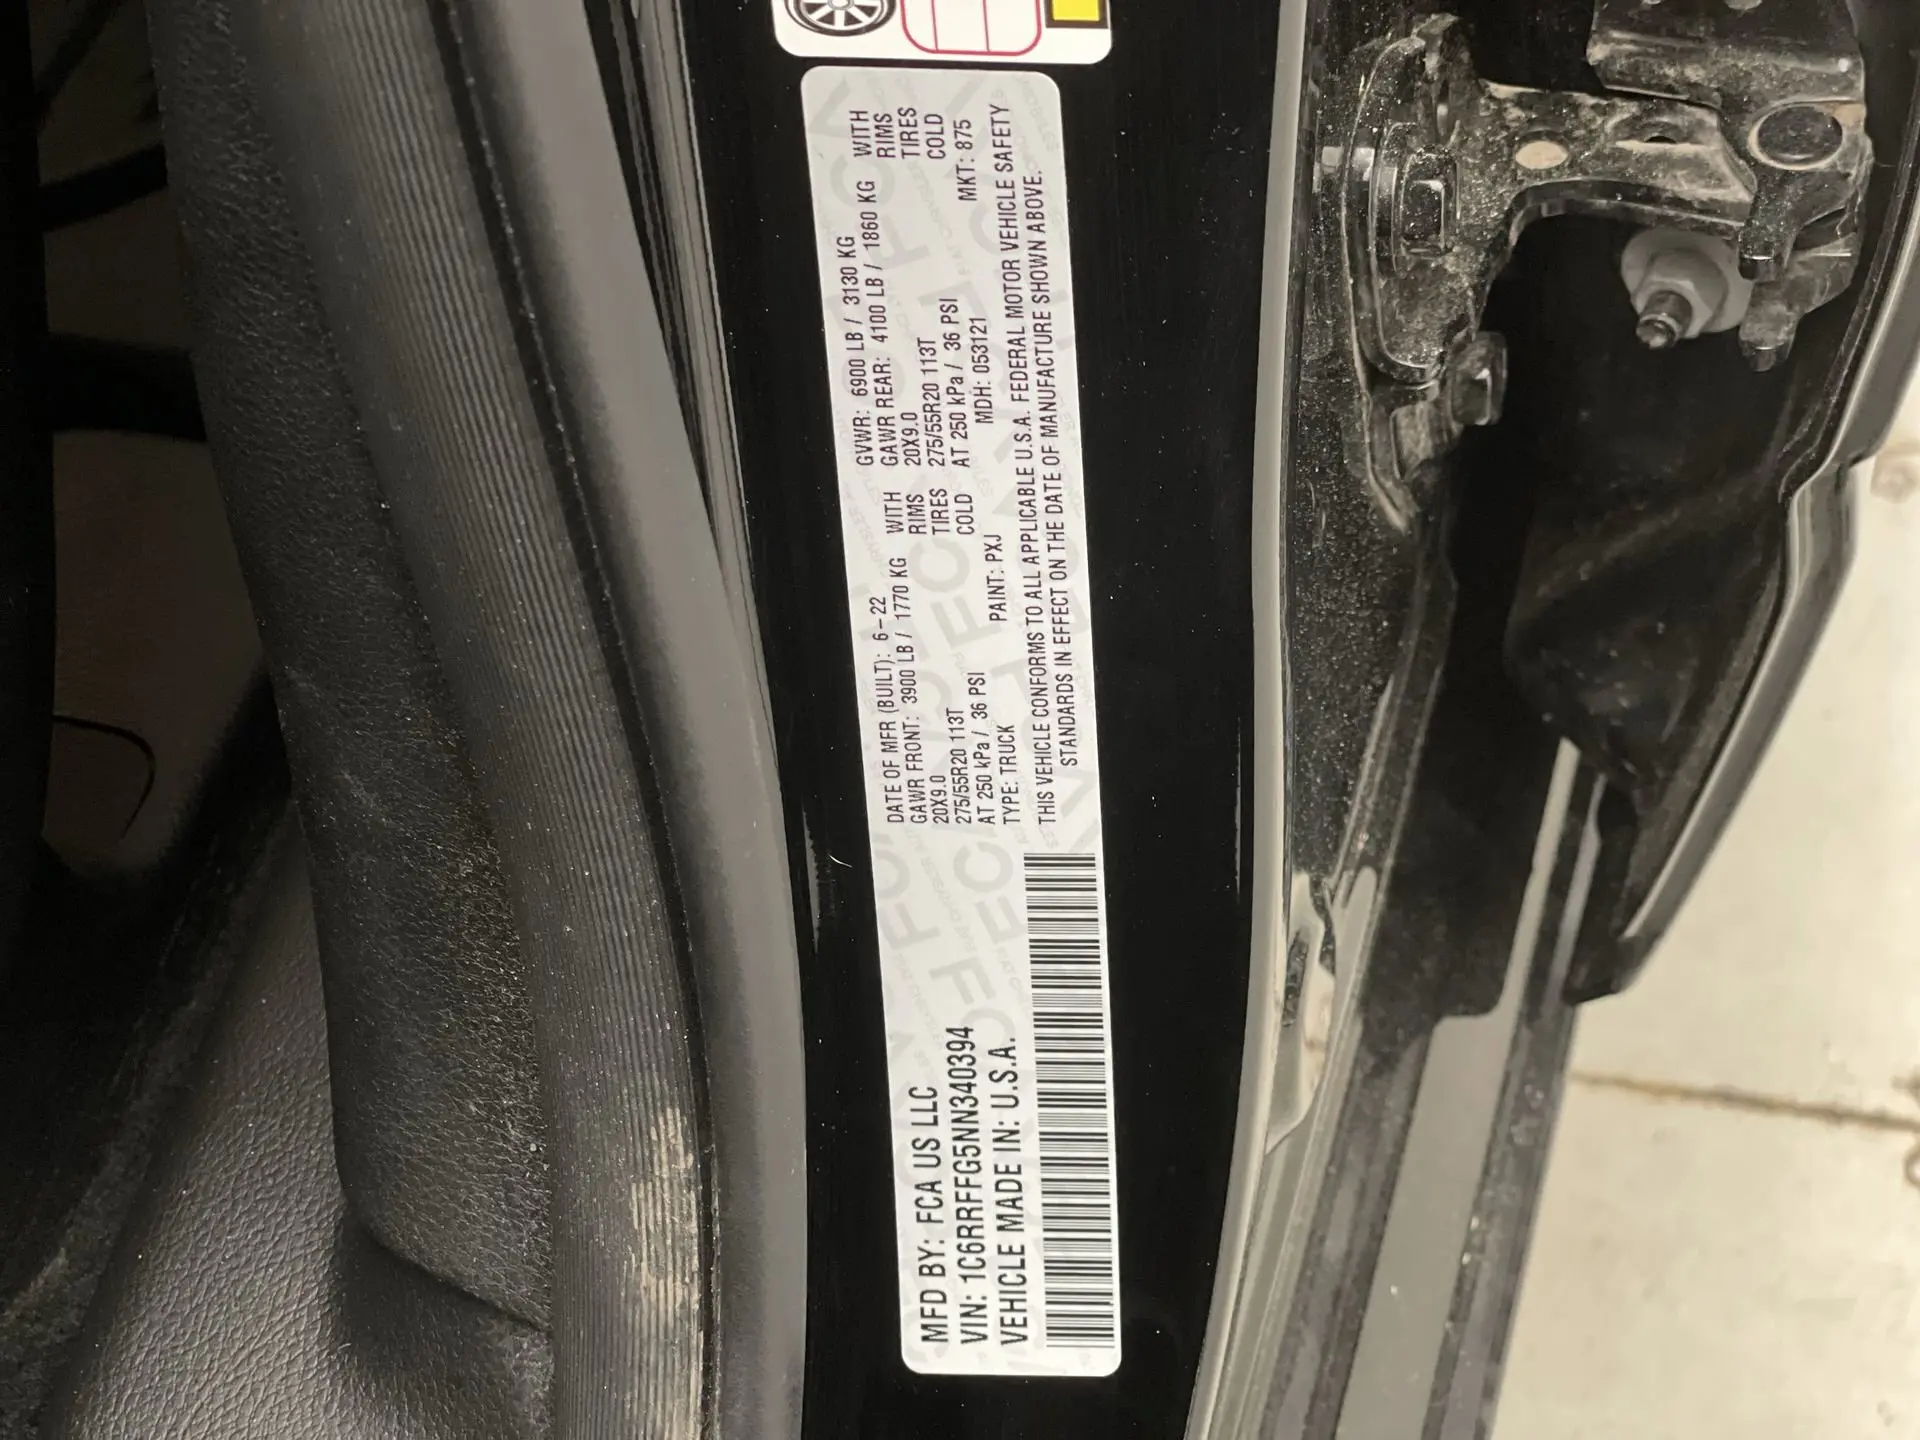 MFD BY: FCA US LLC
VIN: 1C6RRFFG5NN340394
VEHICLE MADE IN: U.S.A.
DATE OF MFR (BUILT): 6-22 GVWR: 6900 LB / 3130 KG
GAWR FRONT: 3900 LB / 1770 KG WITH GAWR REAR: 4100 LB / 1860 KG WITH
20X9.0 RIMS 20X9.0 RIMS
275/55R20 113T TIRES 275/55R20 113T TIRES
AT 250 kPa / 36 PSI COLD AT 250 kPa / 36 PSI COLD
TYPE: TRUCK PAINT: PXJ MDH: 053121 MKT: 875
THIS VEHICLE CONFORMS TO ALL APPLICABLE U.S.A. FEDERAL MOTOR VEHICLE SAFETY
STANDARDS IN EFFECT ON THE DATE OF MANUFACTURE SHOWN ABOVE.